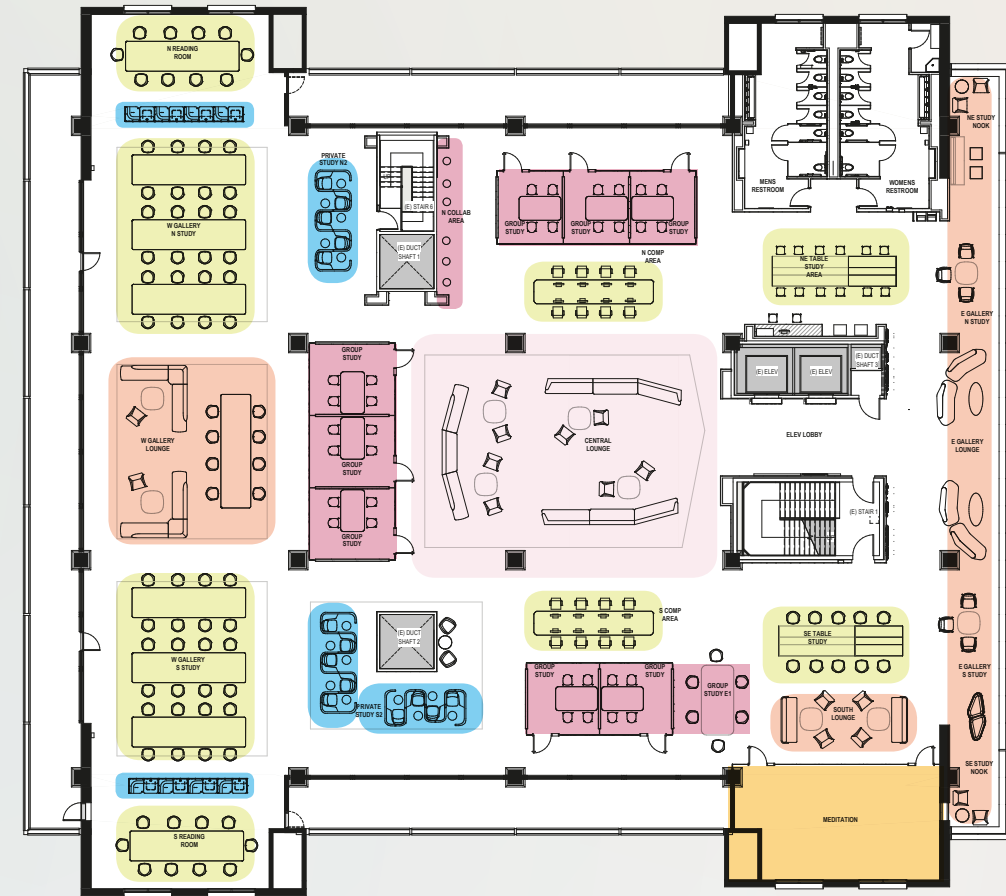 N READING
ROOM
NE STUDY
NOOK
PRIVATE
STUDY N2
MENS
RESTROOM
WOMENS
RESTROOM
(E) STAIR 6
N COLLAB
AREA
GROUP
STUDY
GROUP
STUDY
GROUP
STUDY
W GALLERY
N STUDY
(E) DUCT
SHAFT 1
N COMP
AREA
NE TABLE
STUDY
AREA
E GALLERY
N STUDY
GROUP
STUDY
(E) ELEV
(E) ELEV
(E) DUCT
SHAFT 3
W GALLERY
LOUNGE
GROUP
STUDY
CENTRAL
LOUNGE
ELEV LOBBY
E GALLERY
LOUNGE
GROUP
STUDY
(E) STAIR 1
W GALLERY
S STUDY
(E) DUCT
SHAFT 2
S COMP
AREA
SE TABLE
STUDY
PRIVATE
STUDY S2
GROUP
STUDY
GROUP
STUDY
GROUP
STUDY E1
SOUTH
LOUNGE
E GALLERY
S STUDY
SE STUDY
NOOK
S READING
ROOM
MEDITATION